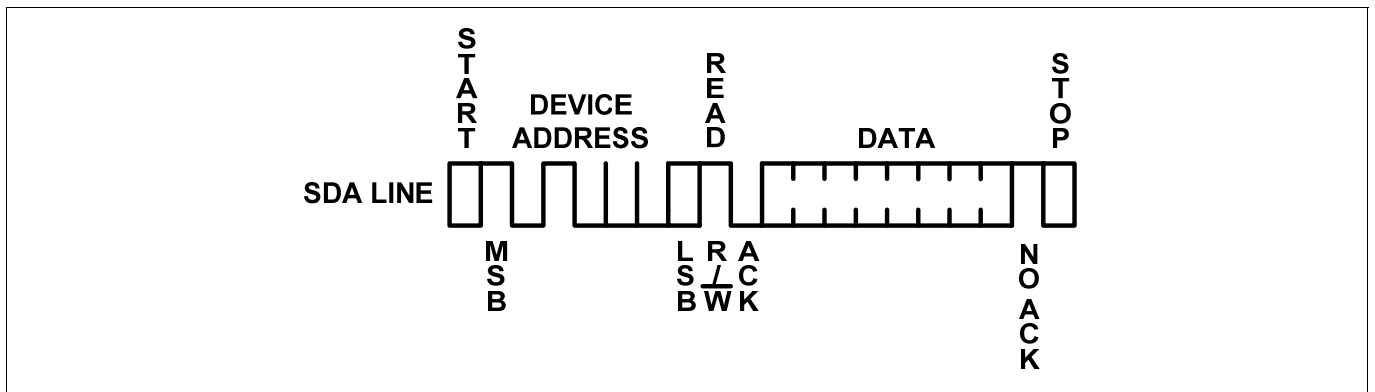 START
DEVICE
ADDRESS
READ
DATA
STOP
SDA LINE
MSB
LSB
R/W
ACK
NO ACK